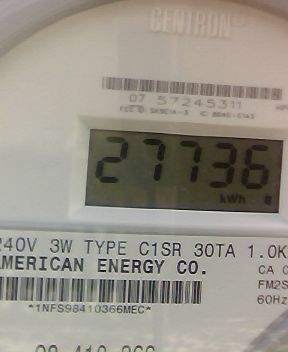 CENTRON
07 57245311
27736
kWh
240V 3W TYPE C1SR 30TA 1.0K
AMERICAN ENERGY CO.
CA
FM2S
60Hz
*1NFS98410366MEC*